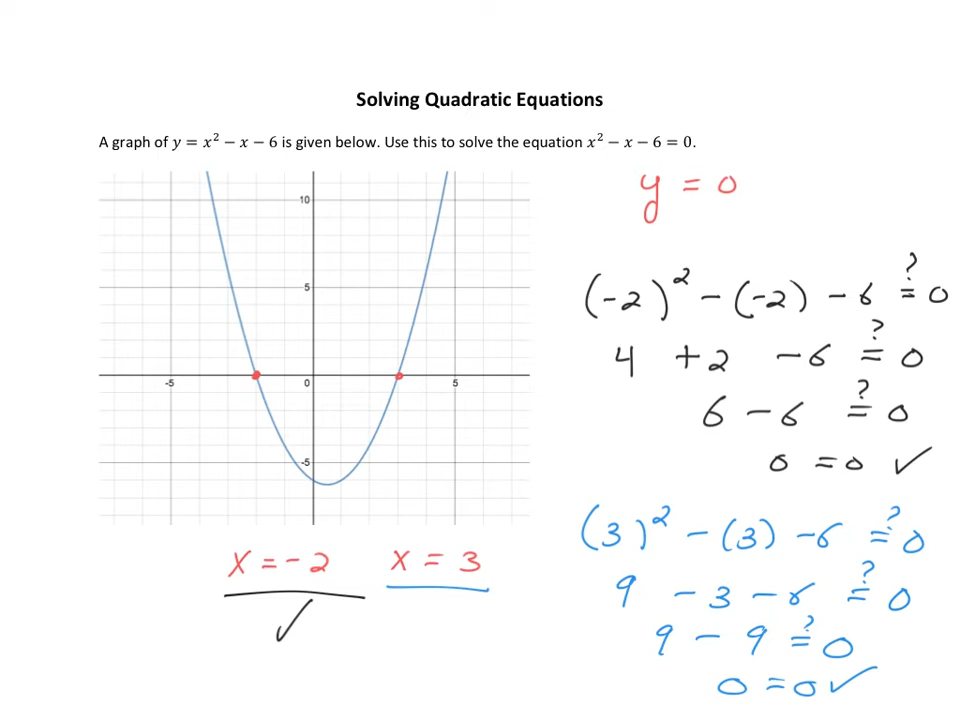 Solving Quadratic Equations
A graph of y = x² − x − 6 is given below. Use this to solve the equation x² − x − 6 = 0.
y = 0
10
5
-5 0 5
-5
(-2)² - (-2) - 6 ≟ 0
4 + 2 - 6 ≟ 0
6 - 6 ≟ 0
0 = 0 ✓
x = -2 x = 3
✓
(3)² - (3) - 6 ≟ 0
9 - 3 - 6 ≟ 0
9 - 9 ≟ 0
0 = 0 ✓